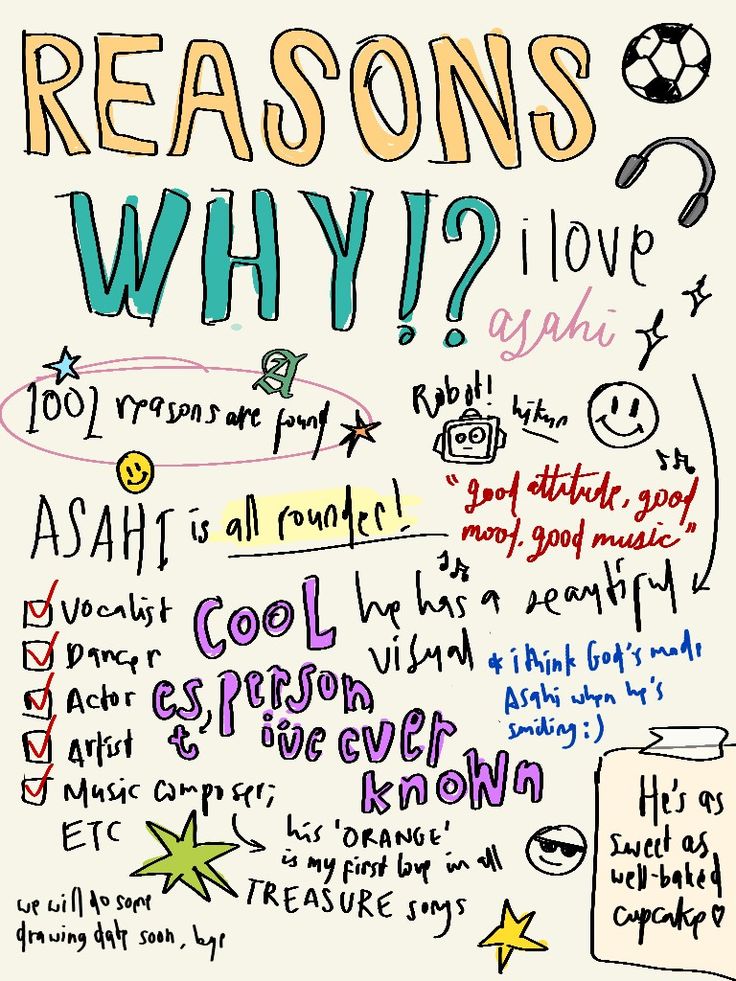 REASONS
WHY!? i love
asahi
1001 reasons are found
A
Robot!
"good attitude, good
mood, good music"
ASAHI is all rounder!
he has a beautiful
visual
Vocalist
Dancer
Actor
Artist
Music composer;
ETC
COOL
est person
i've ever
known
* i think God's made
Asahi when he's
smiling :)
his 'ORANGE'
is my first love in all
TREASURE songs
He's as
sweet as
well-baked
cupcake ♡
we will do some
drawing date soon, bye